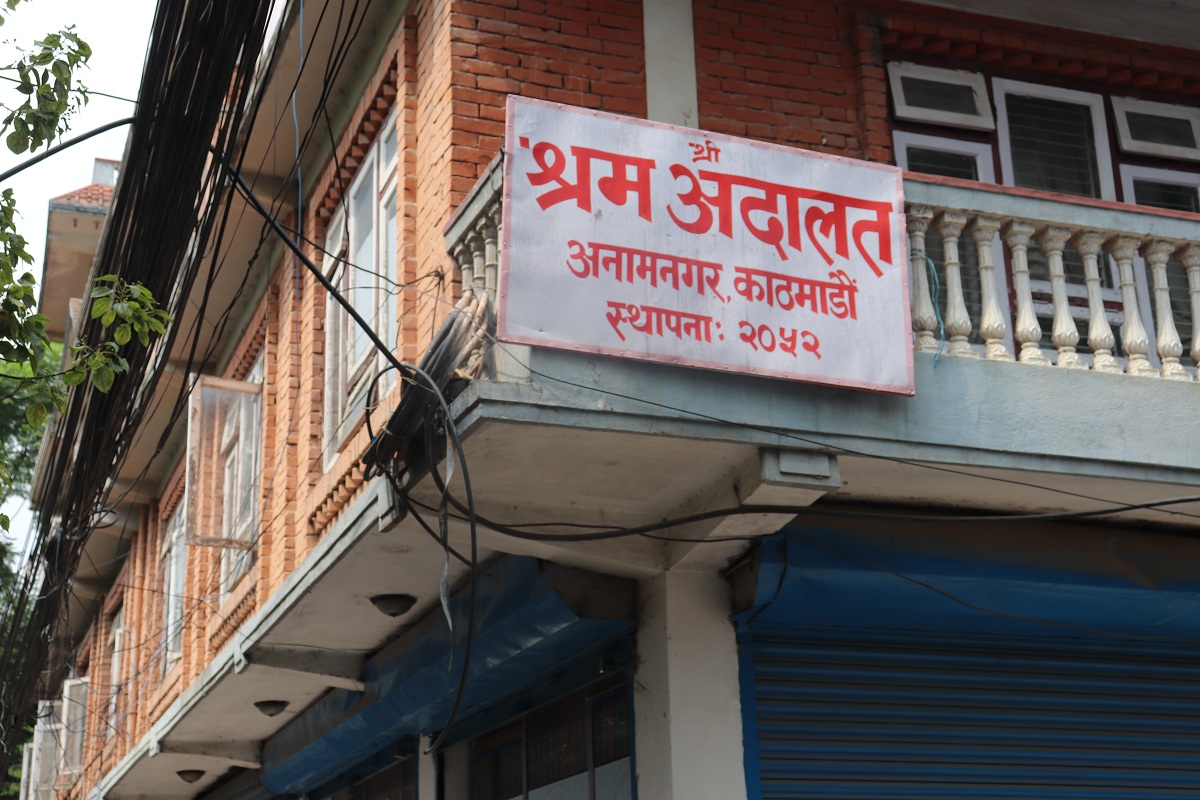 श्री
श्रम अदालत
अनामनगर, काठमाडौं
स्थापनाः २०५२